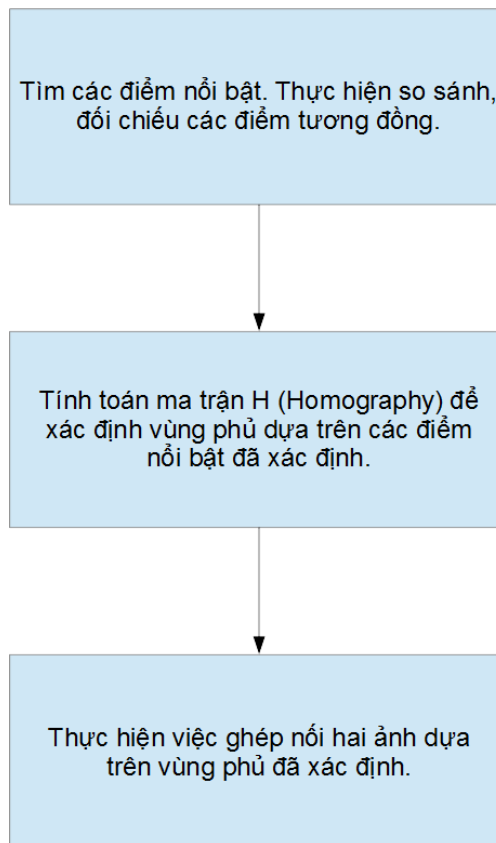 Tìm các điểm nổi bật. Thực hiện so sánh,
đối chiếu các điểm tương đồng.
Tính toán ma trận H (Homography) để
xác định vùng phủ dựa trên các điểm
nổi bật đã xác định.
Thực hiện việc ghép nối hai ảnh dựa
trên vùng phủ đã xác định.